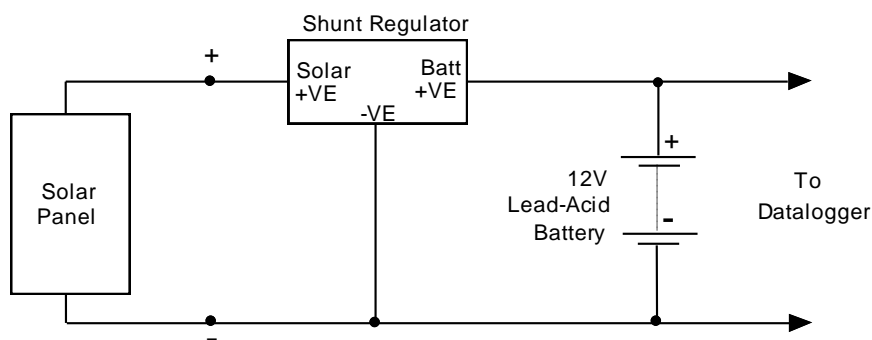 Shunt Regulator
+
Solar
+VE
Batt
+VE
-VE
Solar
Panel
+
12V
Lead-Acid
Battery
-
To
Datalogger
-